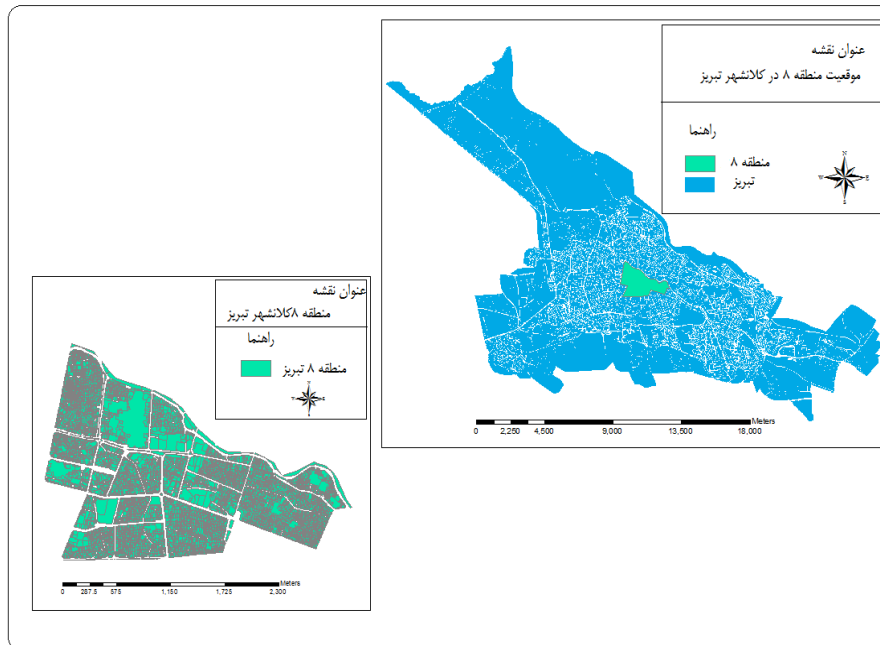 عنوان نقشه
موقعیت منطقه ۸ در کلانشهر تبریز
راهنما
منطقه ۸
تبریز
N
W E
S
Meters
0 2,250 4,500 9,000 13,500 18,000
عنوان نقشه
منطقه ۸کلانشهر تبریز
راهنما
منطقه ۸ تبریز
Meters
0 287.5 575 1,150 1,725 2,300